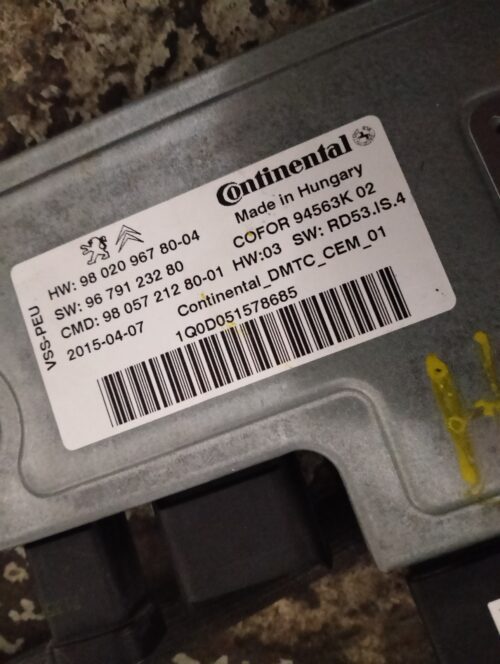 Continental
Made in Hungary
HW: 98 020 967 80-04 COFOR 94563K 02
SW: 96 791 232 80 HW:03 SW: RD53.IS.4
CMD: 98 057 212 80-01 Continental_DMTC_CEM_01
2015-04-07 1Q0D051578685
VSS-PEU
H